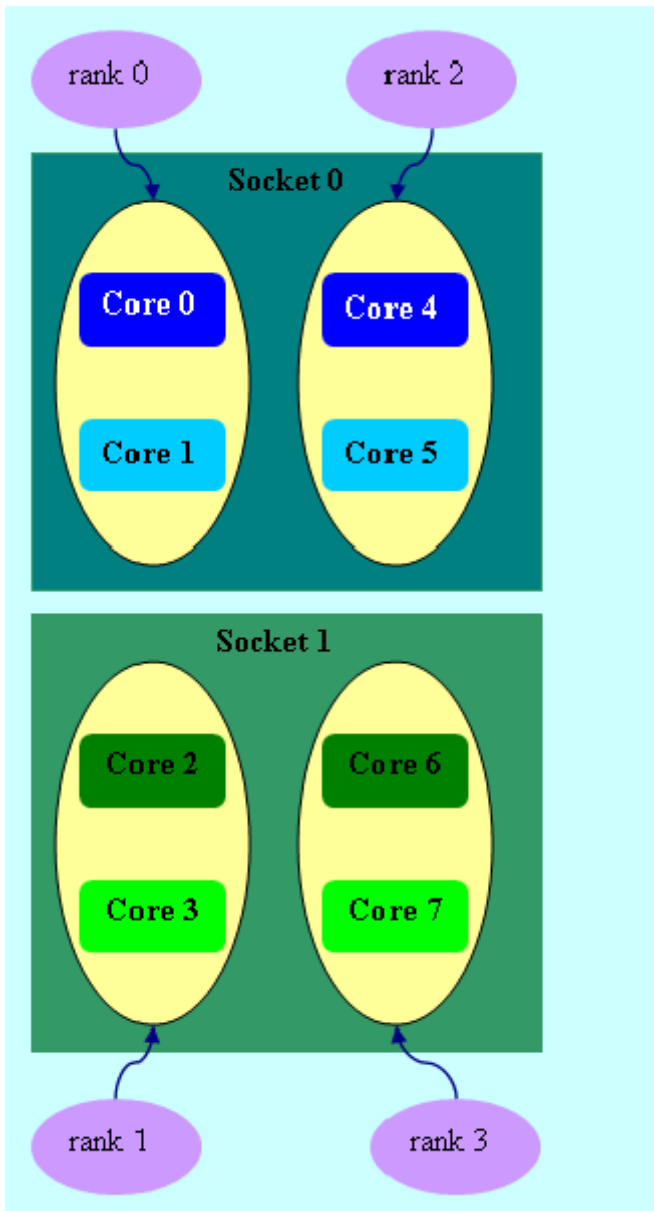 rank 0
rank 2
Socket 0
Core 0
Core 4
Core 1
Core 5
Socket 1
Core 2
Core 6
Core 3
Core 7
rank 1
rank 3